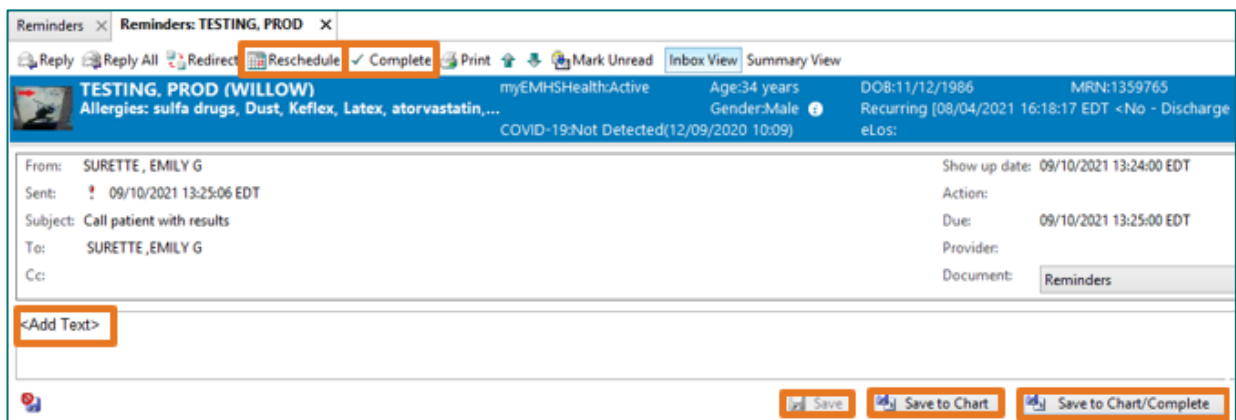 Reminders × Reminders: TESTING, PROD ×
Reply Reply All Redirect Reschedule ✓ Complete Print Mark Unread Inbox View Summary View
TESTING, PROD (WILLOW) myEMHSHealth:Active Age:34 years DOB:11/12/1986 MRN:1359765
Allergies: sulfa drugs, Dust, Keflex, Latex, atorvastatin,... Gender:Male Recurring [08/04/2021 16:18:17 EDT <No - Discharge
COVID-19:Not Detected(12/09/2020 10:09) eLos:
From: SURETTE , EMILY G Show up date: 09/10/2021 13:24:00 EDT
Sent: ! 09/10/2021 13:25:06 EDT Action:
Subject: Call patient with results Due: 09/10/2021 13:25:00 EDT
To: SURETTE ,EMILY G Provider:
Cc: Document: Reminders
<Add Text>
Save Save to Chart Save to Chart/Complete